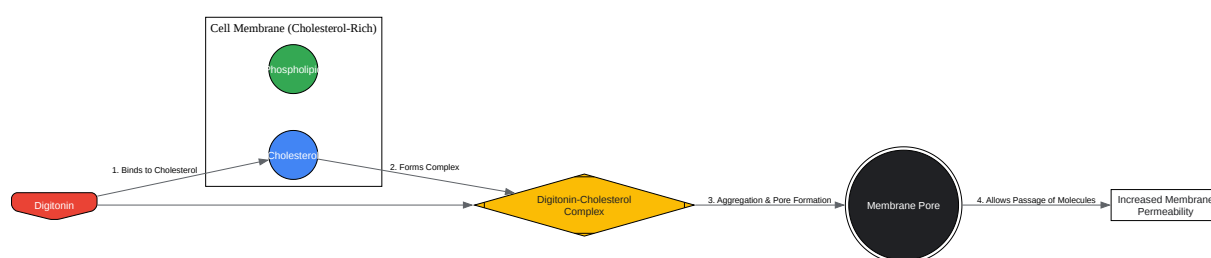 Cell Membrane (Cholesterol-Rich)
Phospholipid
Cholesterol
1. Binds to Cholesterol
2. Forms Complex
Digitonin
Digitonin-Cholesterol
Complex
3. Aggregation & Pore Formation
Membrane Pore
4. Allows Passage of Molecules
Increased Membrane
Permeability